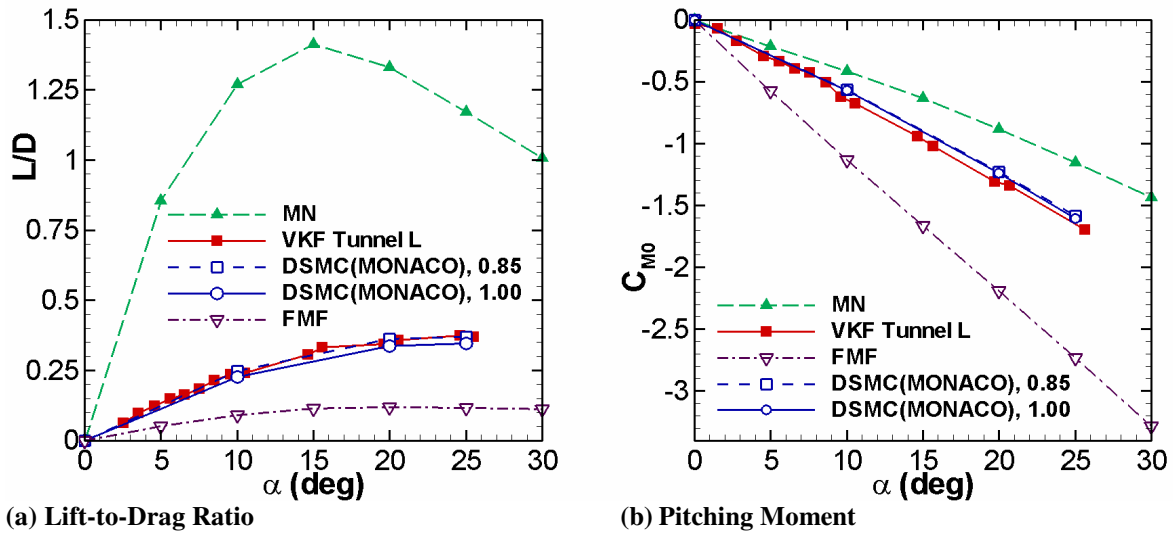 1.5
1.25
1
0.75
0.5
0.25
0
L/D
MN
VKF Tunnel L
DSMC(MONACO), 0.85
DSMC(MONACO), 1.00
FMF
0 5 10 15 20 25 30
α (deg)
(a) Lift-to-Drag Ratio
0
-0.5
-1
-1.5
-2
-2.5
-3
C_M0
MN
VKF Tunnel L
FMF
DSMC(MONACO), 0.85
DSMC(MONACO), 1.00
0 5 10 15 20 25 30
α (deg)
(b) Pitching Moment